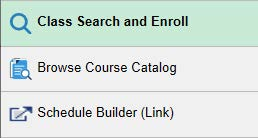 Class Search and Enroll
Browse Course Catalog
Schedule Builder (Link)